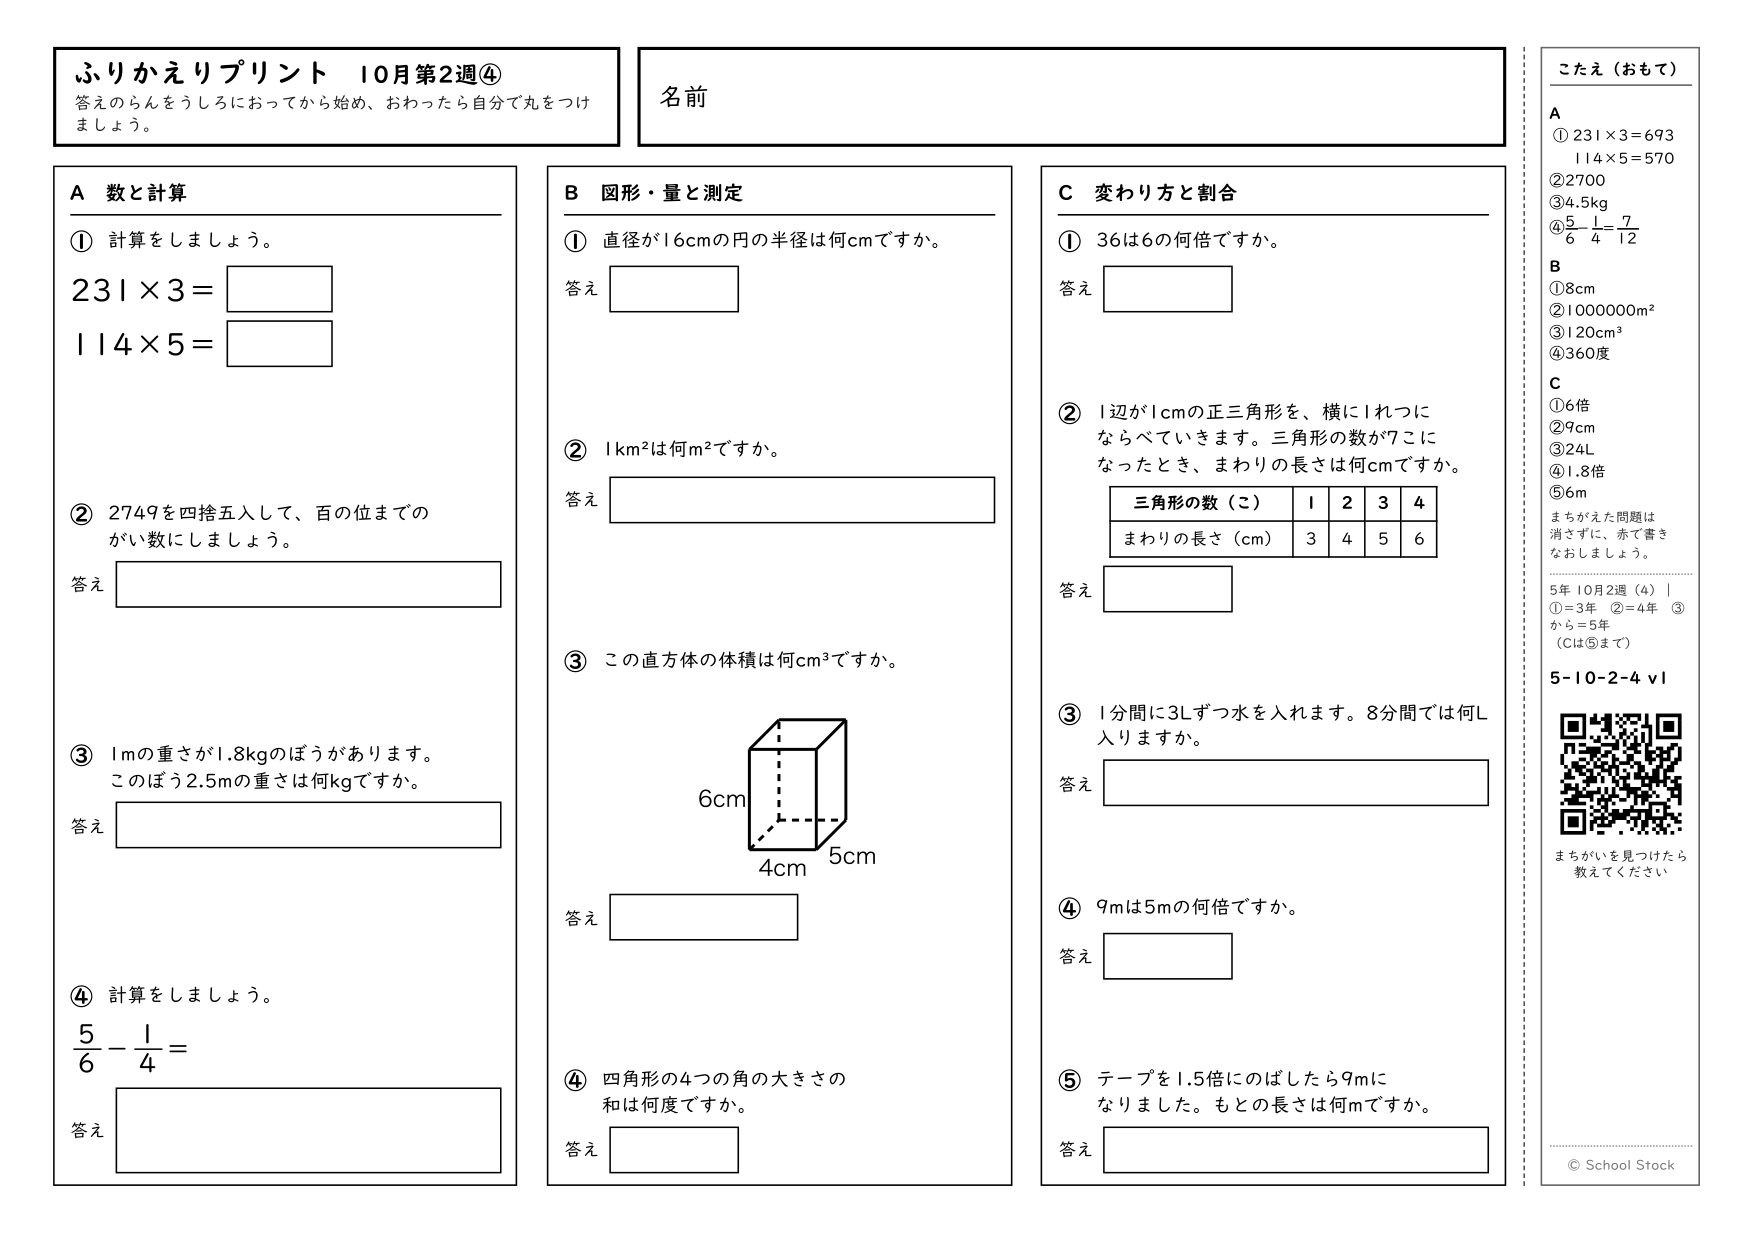 ふりかえりプリント　10月第2週④
答えのらんをうしろにおってから始め、おわったら自分で丸をつけ
ましょう。
名前
A　数と計算
① 計算をしましょう。
231×3＝
114×5＝
② 2749を四捨五入して、百の位までの
がい数にしましょう。
答え
③ 1mの重さが1.8kgのぼうがあります。
このぼう2.5mの重さは何kgですか。
答え
④ 計算をしましょう。
5/6－1/4＝
答え
B　図形・量と測定
① 直径が16cmの円の半径は何cmですか。
答え
② 1km²は何m²ですか。
答え
③ この直方体の体積は何cm³ですか。
6cm
5cm
4cm
答え
④ 四角形の4つの角の大きさの
和は何度ですか。
答え
C　変わり方と割合
① 36は6の何倍ですか。
答え
② 1辺が1cmの正三角形を、横に1れつに
ならべていきます。三角形の数が7こに
なったとき、まわりの長さは何cmですか。
三角形の数（こ） 1 2 3 4
まわりの長さ（cm） 3 4 5 6
答え
③ 1分間に3Lずつ水を入れます。8分間では何L
入りますか。
答え
④ 9mは5mの何倍ですか。
答え
⑤ テープを1.5倍にのばしたら9mに
なりました。もとの長さは何mですか。
答え
こたえ（おもて）
A
① 231×3＝693
114×5＝570
②2700
③4.5kg
④5/6－1/4＝7/12
B
①8cm
②1000000m²
③120cm³
④360度
C
①6倍
②9cm
③24L
④1.8倍
⑤6m
まちがえた問題は
消さずに、赤で書き
なおしましょう。
5年 10月2週（4）｜
①＝3年　②＝4年　③
から＝5年
（Cは⑤まで）
5-10-2-4 v1
まちがいを見つけたら
教えてください
© School Stock